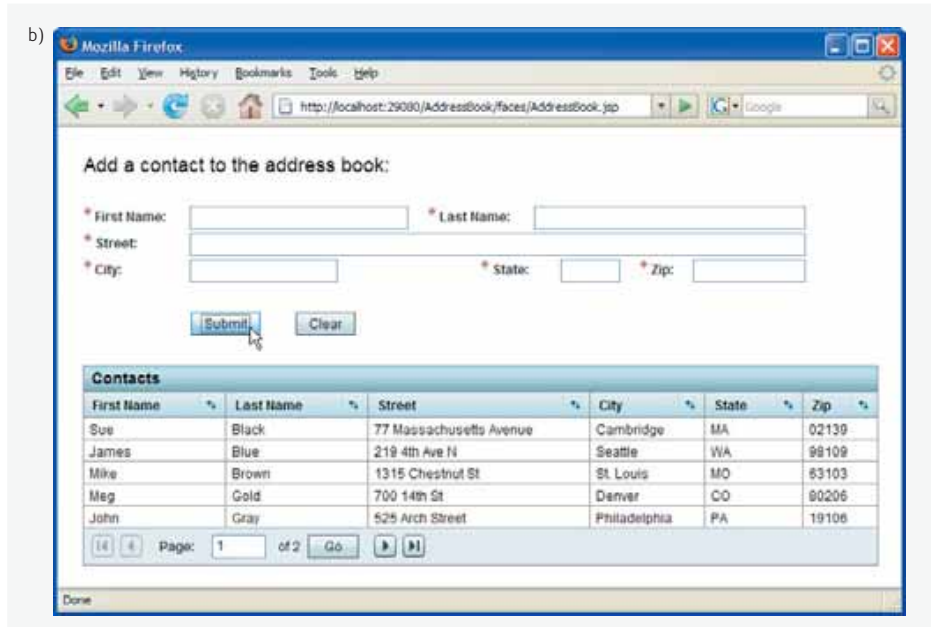 b)
Mozilla Firefox
File Edit View History Bookmarks Tools Help
http://localhost:29080/AddressBook/faces/AddressBook.jsp Google
Add a contact to the address book:
* First Name: * Last Name:
* Street:
* City: * State: * Zip:
Submit Clear
Contacts
First Name Last Name Street City State Zip
Sue Black 77 Massachusetts Avenue Cambridge MA 02139
James Blue 219 4th Ave N Seattle WA 98109
Mike Brown 1315 Chestnut St St. Louis MO 63103
Meg Gold 700 14th St Denver CO 80206
John Gray 525 Arch Street Philadelphia PA 19106
Page: 1 of 2 Go
Done